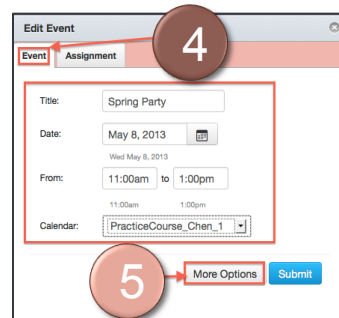 Edit Event
4
Event Assignment
Title: Spring Party
Date: May 8, 2013
Wed May 8, 2013
From: 11:00am to 1:00pm
11:00am 1:00pm
Calendar: PracticeCourse_Chen_1
5
More Options Submit